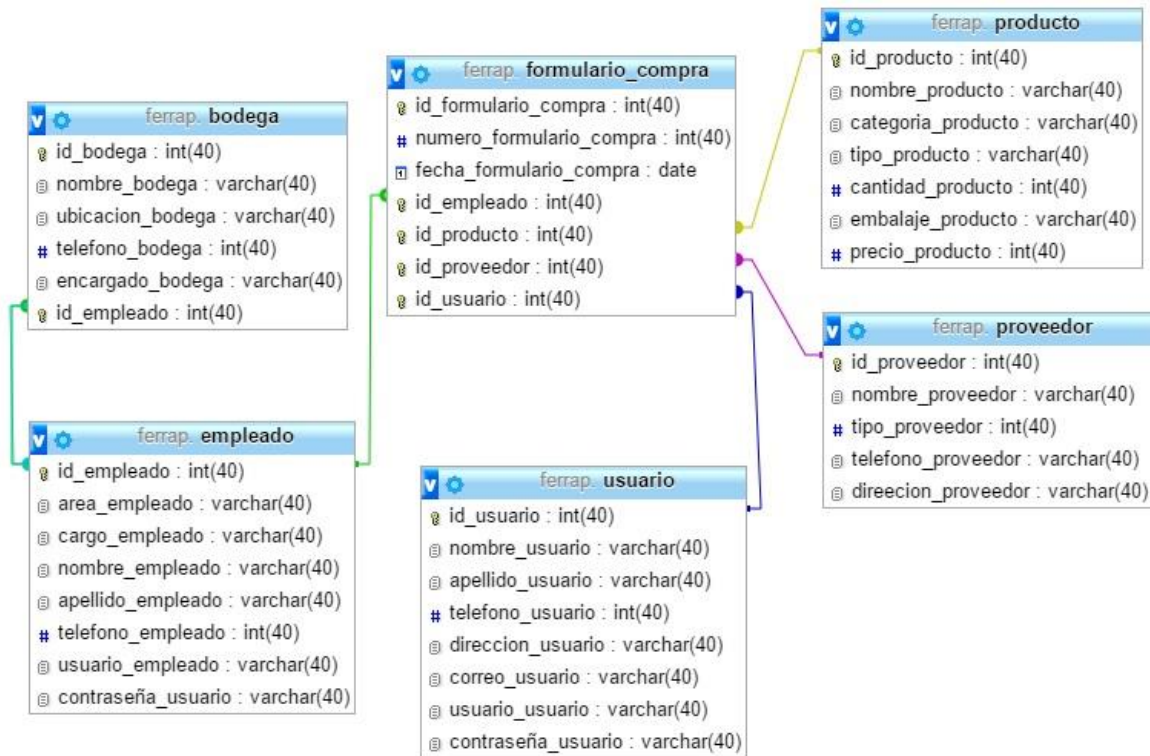 ferrap. bodega
id_bodega : int(40)
nombre_bodega : varchar(40)
ubicacion_bodega : varchar(40)
telefono_bodega : int(40)
encargado_bodega : varchar(40)
id_empleado : int(40)
ferrap. empleado
id_empleado : int(40)
area_empleado : varchar(40)
cargo_empleado : varchar(40)
nombre_empleado : varchar(40)
apellido_empleado : varchar(40)
telefono_empleado : int(40)
usuario_empleado : varchar(40)
contraseña_usuario : varchar(40)
ferrap. formulario_compra
id_formulario_compra : int(40)
numero_formulario_compra : int(40)
fecha_formulario_compra : date
id_empleado : int(40)
id_producto : int(40)
id_proveedor : int(40)
id_usuario : int(40)
ferrap. usuario
id_usuario : int(40)
nombre_usuario : varchar(40)
apellido_usuario : varchar(40)
telefono_usuario : int(40)
direccion_usuario : varchar(40)
correo_usuario : varchar(40)
usuario_usuario : varchar(40)
contraseña_usuario : varchar(40)
ferrap. producto
id_producto : int(40)
nombre_producto : varchar(40)
categoria_producto : varchar(40)
tipo_producto : varchar(40)
cantidad_producto : int(40)
embalaje_producto : varchar(40)
precio_producto : int(40)
ferrap. proveedor
id_proveedor : int(40)
nombre_proveedor : varchar(40)
tipo_proveedor : int(40)
telefono_proveedor : varchar(40)
direecion_proveedor : varchar(40)